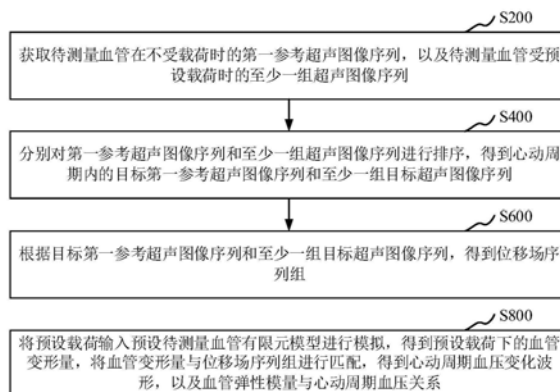 S200
获取待测量血管在不受载荷时的第一参考超声图像序列，以及待测量血管受预
设载荷时的至少一组超声图像序列
S400
分别对第一参考超声图像序列和至少一组超声图像序列进行排序，得到心动周
期内的目标第一参考超声图像序列和至少一组目标超声图像序列
S600
根据目标第一参考超声图像序列和至少一组目标超声图像序列，得到位移场序
列组
S800
将预设载荷输入预设待测量血管有限元模型进行模拟，得到预设载荷下的血管
变形量，将血管变形量与位移场序列组进行匹配，得到心动周期血压变化波
形，以及血管弹性模量与心动周期血压关系